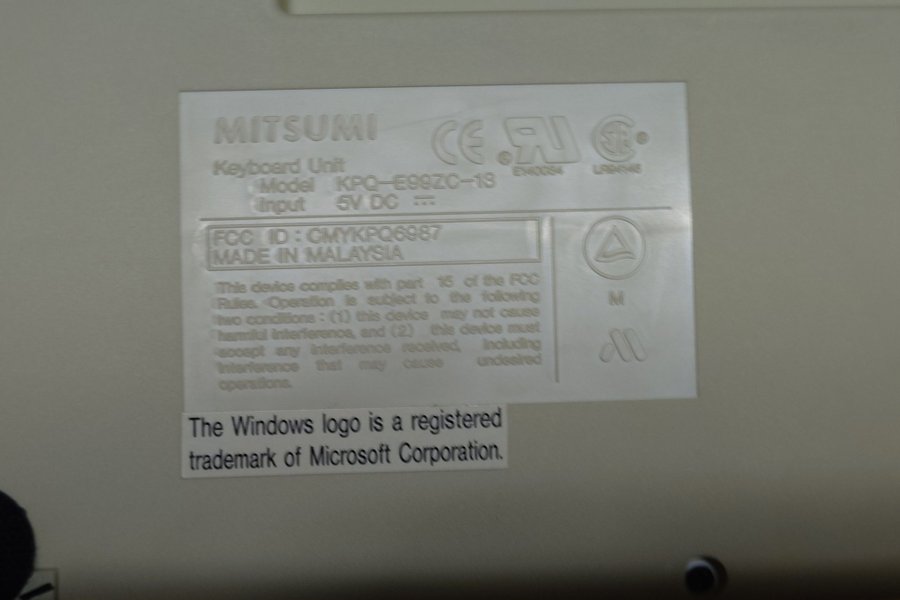 MITSUMI
CE
Keyboard Unit
Model KPQ-E99ZC-13
Input 5V DC
FCC ID : CMYKPQ6987
MADE IN MALAYSIA
This device complies with part 15 of the FCC
Rules. Operation is subject to the following
two conditions : (1) this device may not cause
harmful interference, and (2) this device must
accept any interference received, including
interference that may cause undesired
operations.
M
The Windows logo is a registered
trademark of Microsoft Corporation.